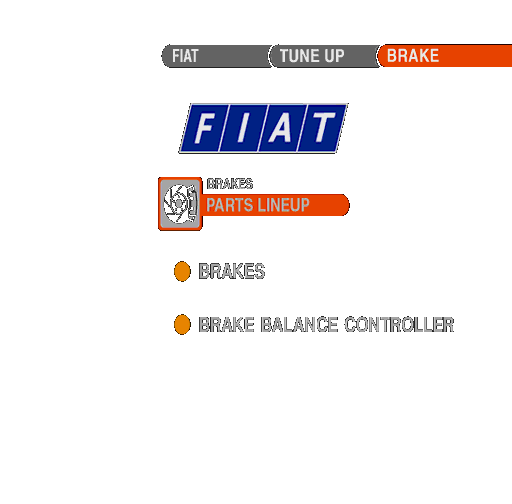 FIAT TUNE UP BRAKE
FIAT
BRAKES
PARTS LINEUP
BRAKES
BRAKE BALANCE CONTROLLER